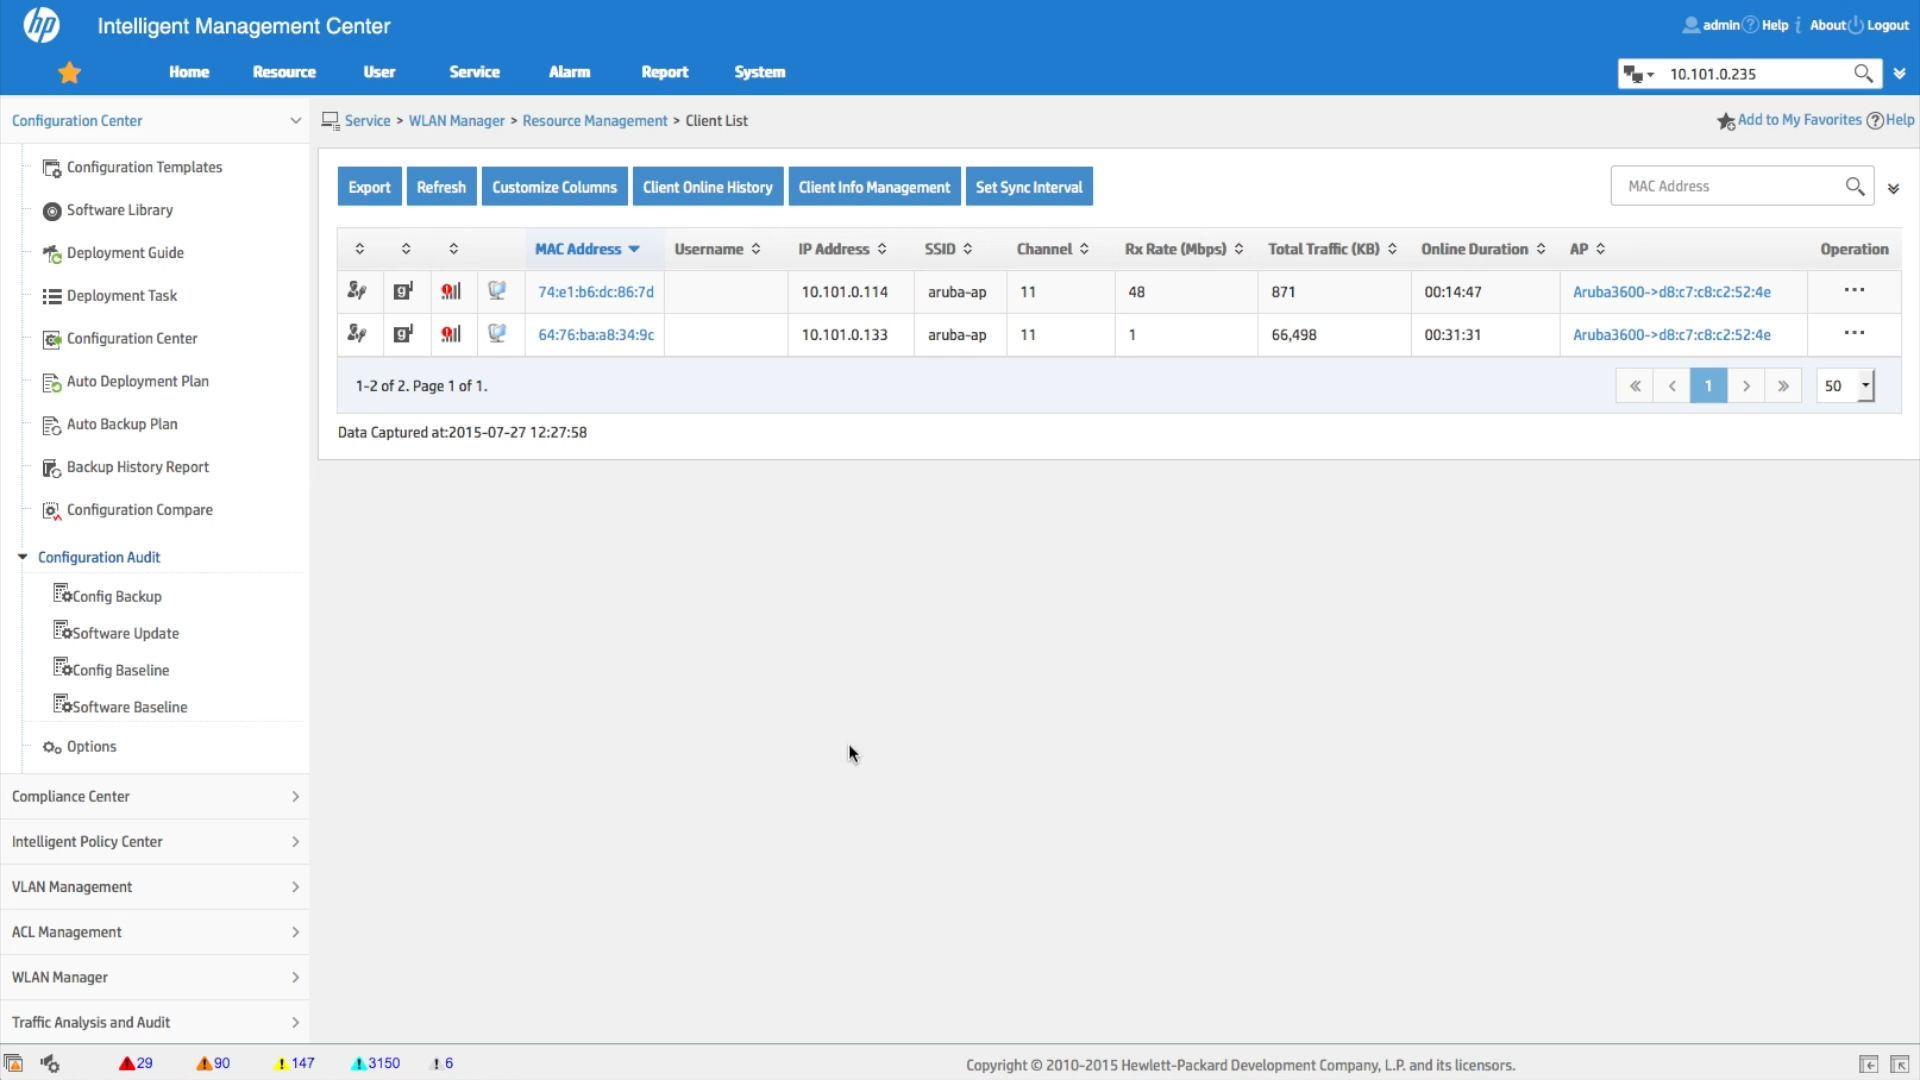 hp Intelligent Management Center
admin Help About Logout
Home Resource User Service Alarm Report System
10.101.0.235
Configuration Center
Service > WLAN Manager > Resource Management > Client List
Add to My Favorites Help
Configuration Templates
Software Library
Deployment Guide
Deployment Task
Configuration Center
Auto Deployment Plan
Auto Backup Plan
Backup History Report
Configuration Compare
Configuration Audit
Config Backup
Software Update
Config Baseline
Software Baseline
Options
Compliance Center
Intelligent Policy Center
VLAN Management
ACL Management
WLAN Manager
Traffic Analysis and Audit
Export Refresh Customize Columns Client Online History Client Info Management Set Sync Interval
MAC Address
MAC Address Username IP Address SSID Channel Rx Rate (Mbps) Total Traffic (KB) Online Duration AP Operation
74:e1:b6:dc:86:7d 10.101.0.114 aruba-ap 11 48 871 00:14:47 Aruba3600->d8:c7:c8:c2:52:4e ...
64:76:ba:a8:34:9c 10.101.0.133 aruba-ap 11 1 66,498 00:31:31 Aruba3600->d8:c7:c8:c2:52:4e ...
1-2 of 2. Page 1 of 1.
« < 1 > » 50
Data Captured at:2015-07-27 12:27:58
29 90 147 3150 6
Copyright © 2010-2015 Hewlett-Packard Development Company, L.P. and its licensors.